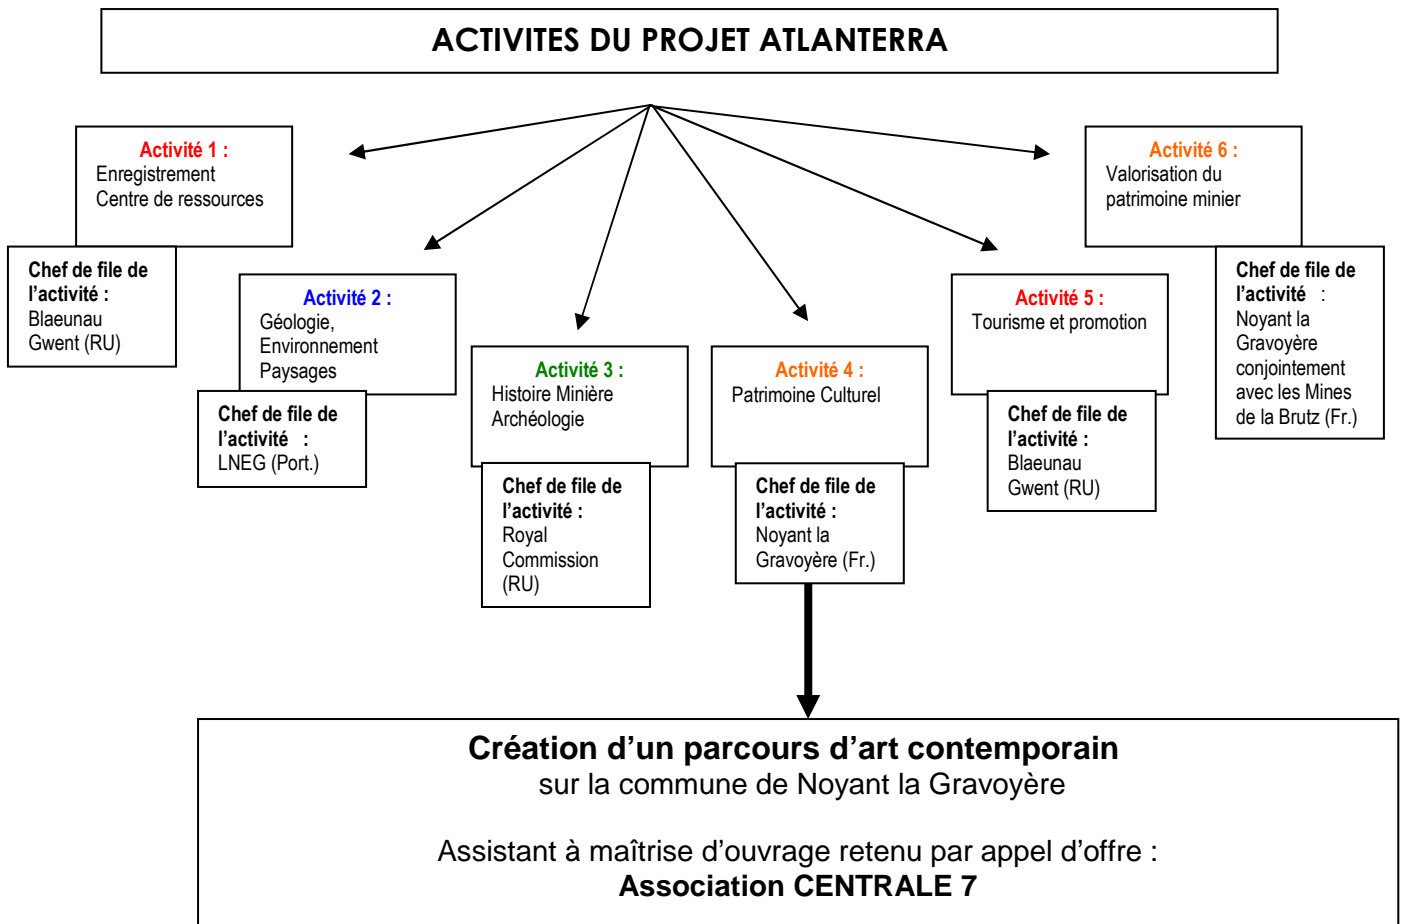 ACTIVITES DU PROJET ATLANTERRA
Activité 1 :
Enregistrement
Centre de ressources
Chef de file de
l’activité :
Blaeunau
Gwent (RU)
Activité 2 :
Géologie,
Environnement
Paysages
Chef de file de
l’activité :
LNEG (Port.)
Activité 3 :
Histoire Minière
Archéologie
Chef de file de
l’activité :
Royal
Commission
(RU)
Activité 4 :
Patrimoine Culturel
Chef de file de
l’activité :
Noyant la
Gravoyère (Fr.)
Activité 5 :
Tourisme et promotion
Chef de file de
l’activité :
Blaeunau
Gwent (RU)
Activité 6 :
Valorisation du
patrimoine minier
Chef de file de
l’activité :
Noyant la
Gravoyère
conjointement
avec les Mines
de la Brutz (Fr.)
Création d’un parcours d’art contemporain
sur la commune de Noyant la Gravoyère
Assistant à maîtrise d’ouvrage retenu par appel d’offre :
Association CENTRALE 7